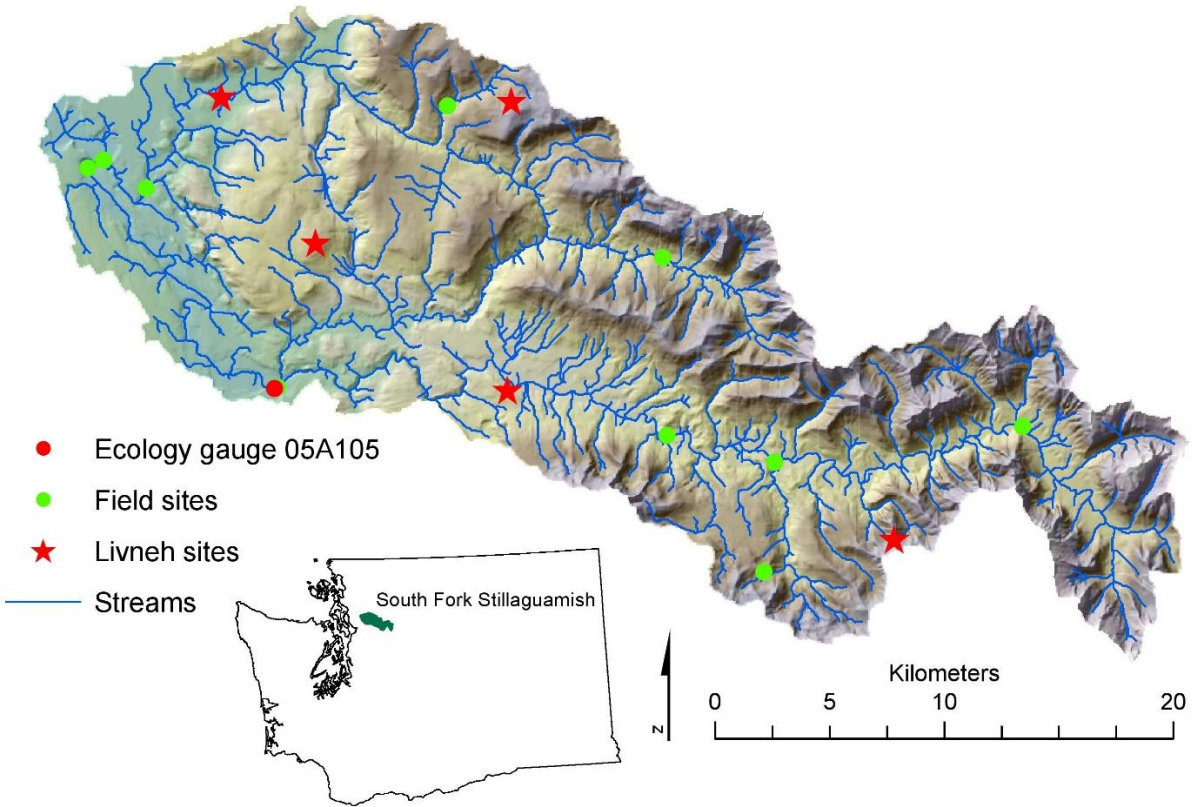 Ecology gauge 05A105
Field sites
Livneh sites
Streams
South Fork Stillaguamish
Kilometers
0 5 10 20
N